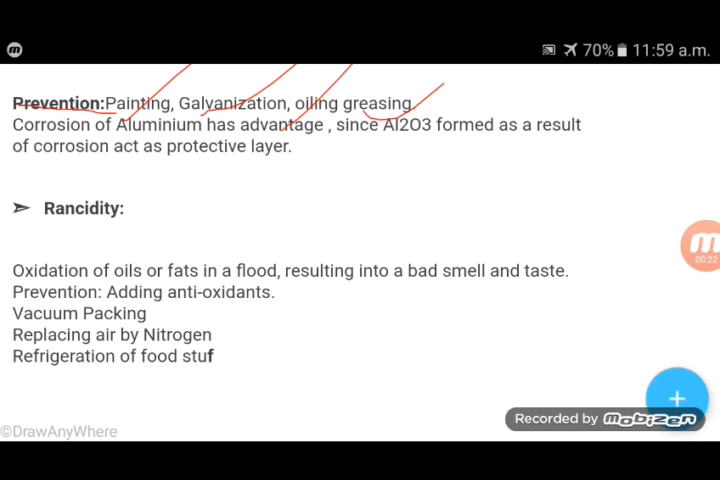 m 70% 11:59 a.m.
Prevention:Painting, Galvanization, oiling greasing.
Corrosion of Aluminium has advantage , since Al2O3 formed as a result
of corrosion act as protective layer.
➢ Rancidity:
m
00:22
Oxidation of oils or fats in a flood, resulting into a bad smell and taste.
Prevention: Adding anti-oxidants.
Vacuum Packing
Replacing air by Nitrogen
Refrigeration of food stuf
+
Recorded by mobizen
©DrawAnyWhere